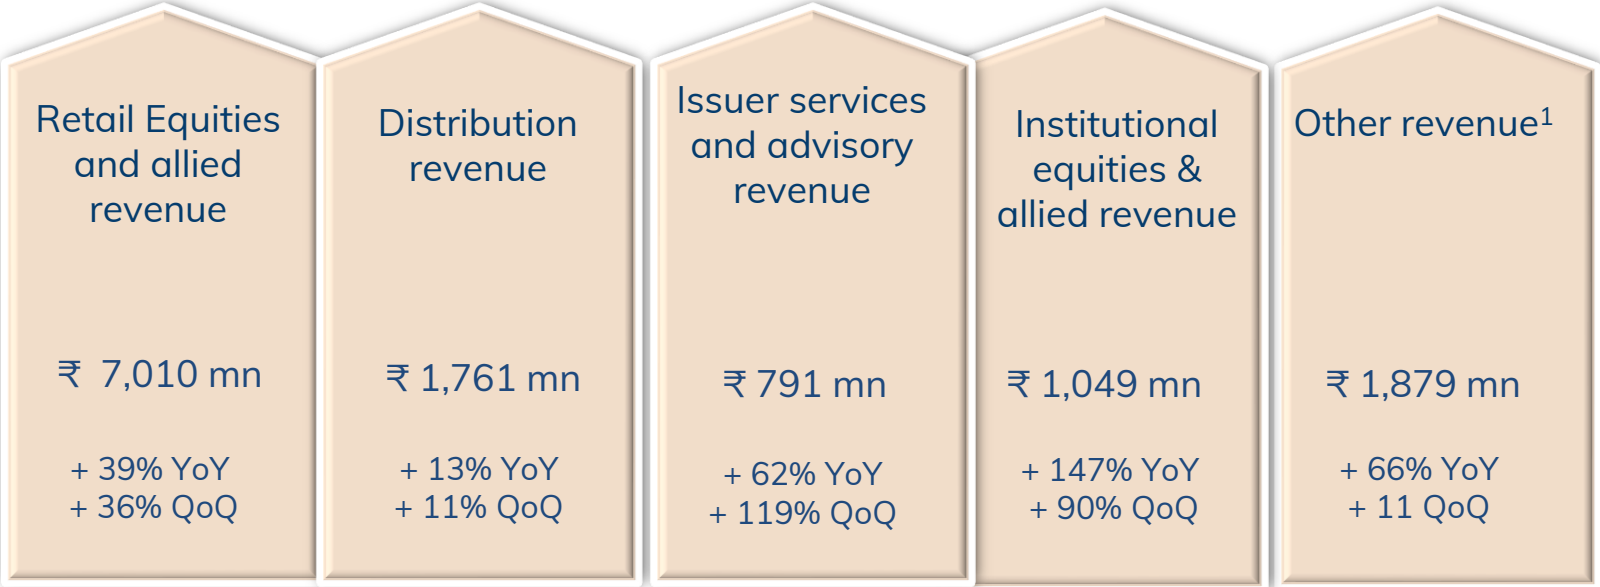 Retail Equities
and allied
revenue
₹ 7,010 mn
+ 39% YoY
+ 36% QoQ
Distribution
revenue
₹ 1,761 mn
+ 13% YoY
+ 11% QoQ
Issuer services
and advisory
revenue
₹ 791 mn
+ 62% YoY
+ 119% QoQ
Institutional
equities &
allied revenue
₹ 1,049 mn
+ 147% YoY
+ 90% QoQ
Other revenue¹
₹ 1,879 mn
+ 66% YoY
+ 11 QoQ